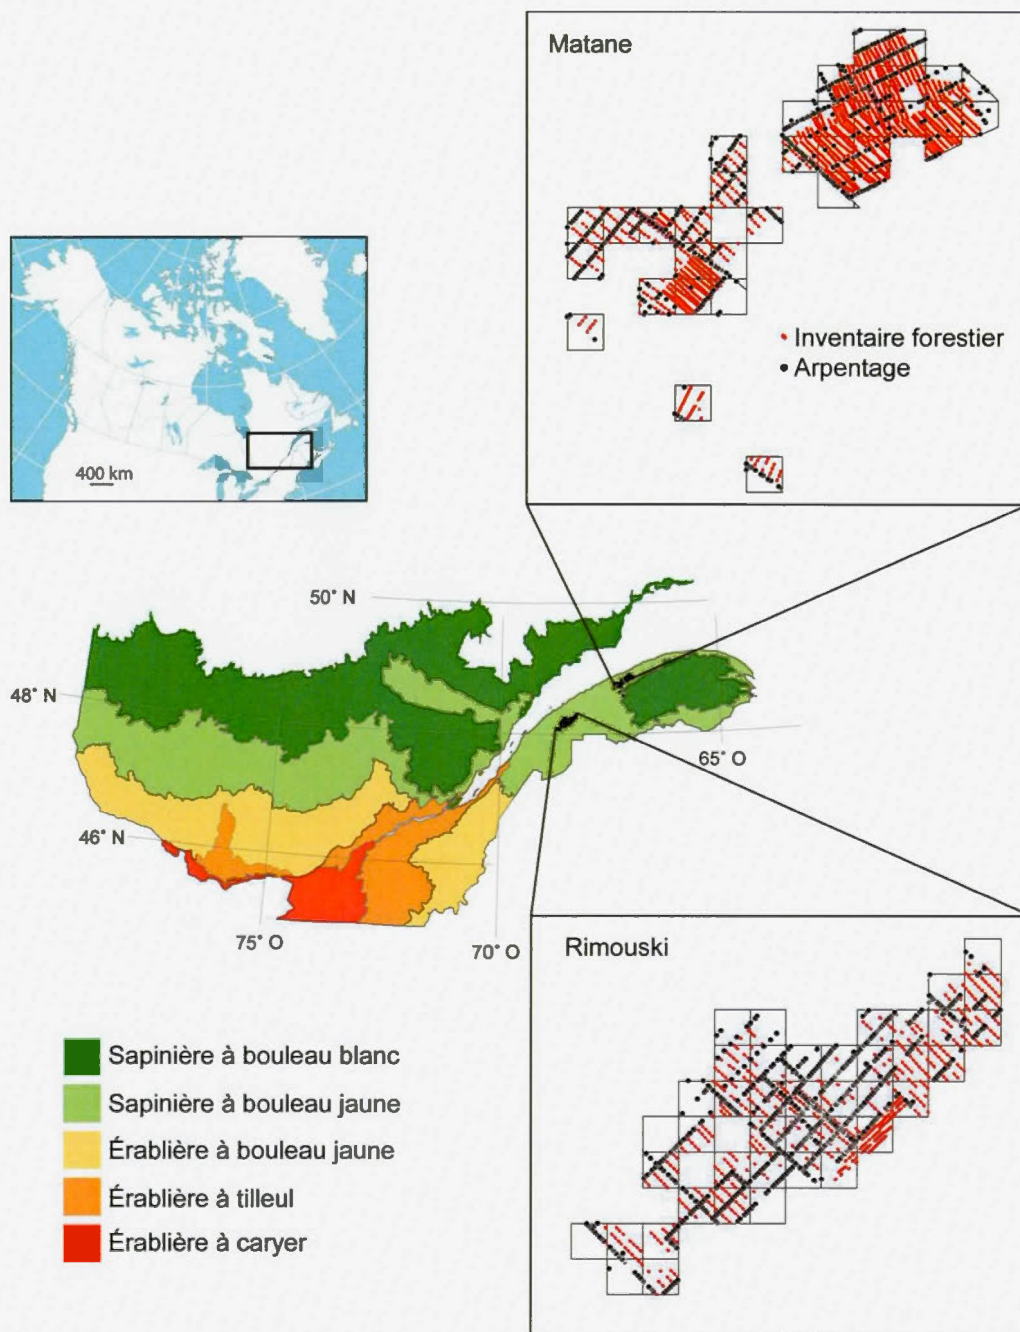 Matane
Inventaire forestier
Arpentage
400 km
50° N
48° N
65° O
46° N
75° O
70° O
Rimouski
Sapinière à bouleau blanc
Sapinière à bouleau jaune
Érablière à bouleau jaune
Érablière à tilleul
Érablière à caryer